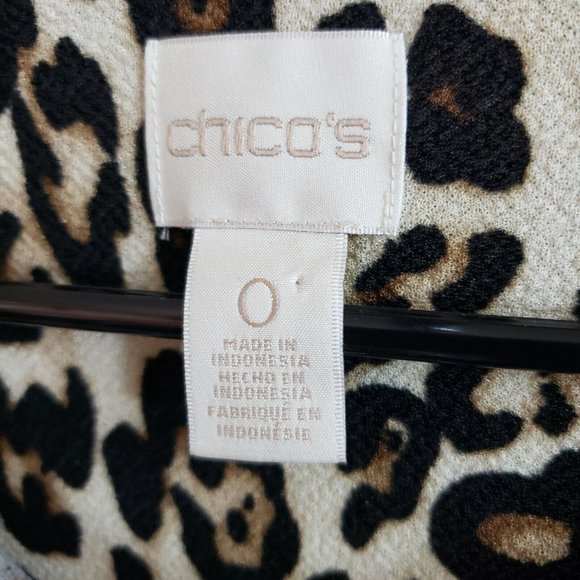 chico's
0
MADE IN
INDONESIA
HECHO EN
INDONESIA
FABRIQUÉ EN
INDONÉSIE